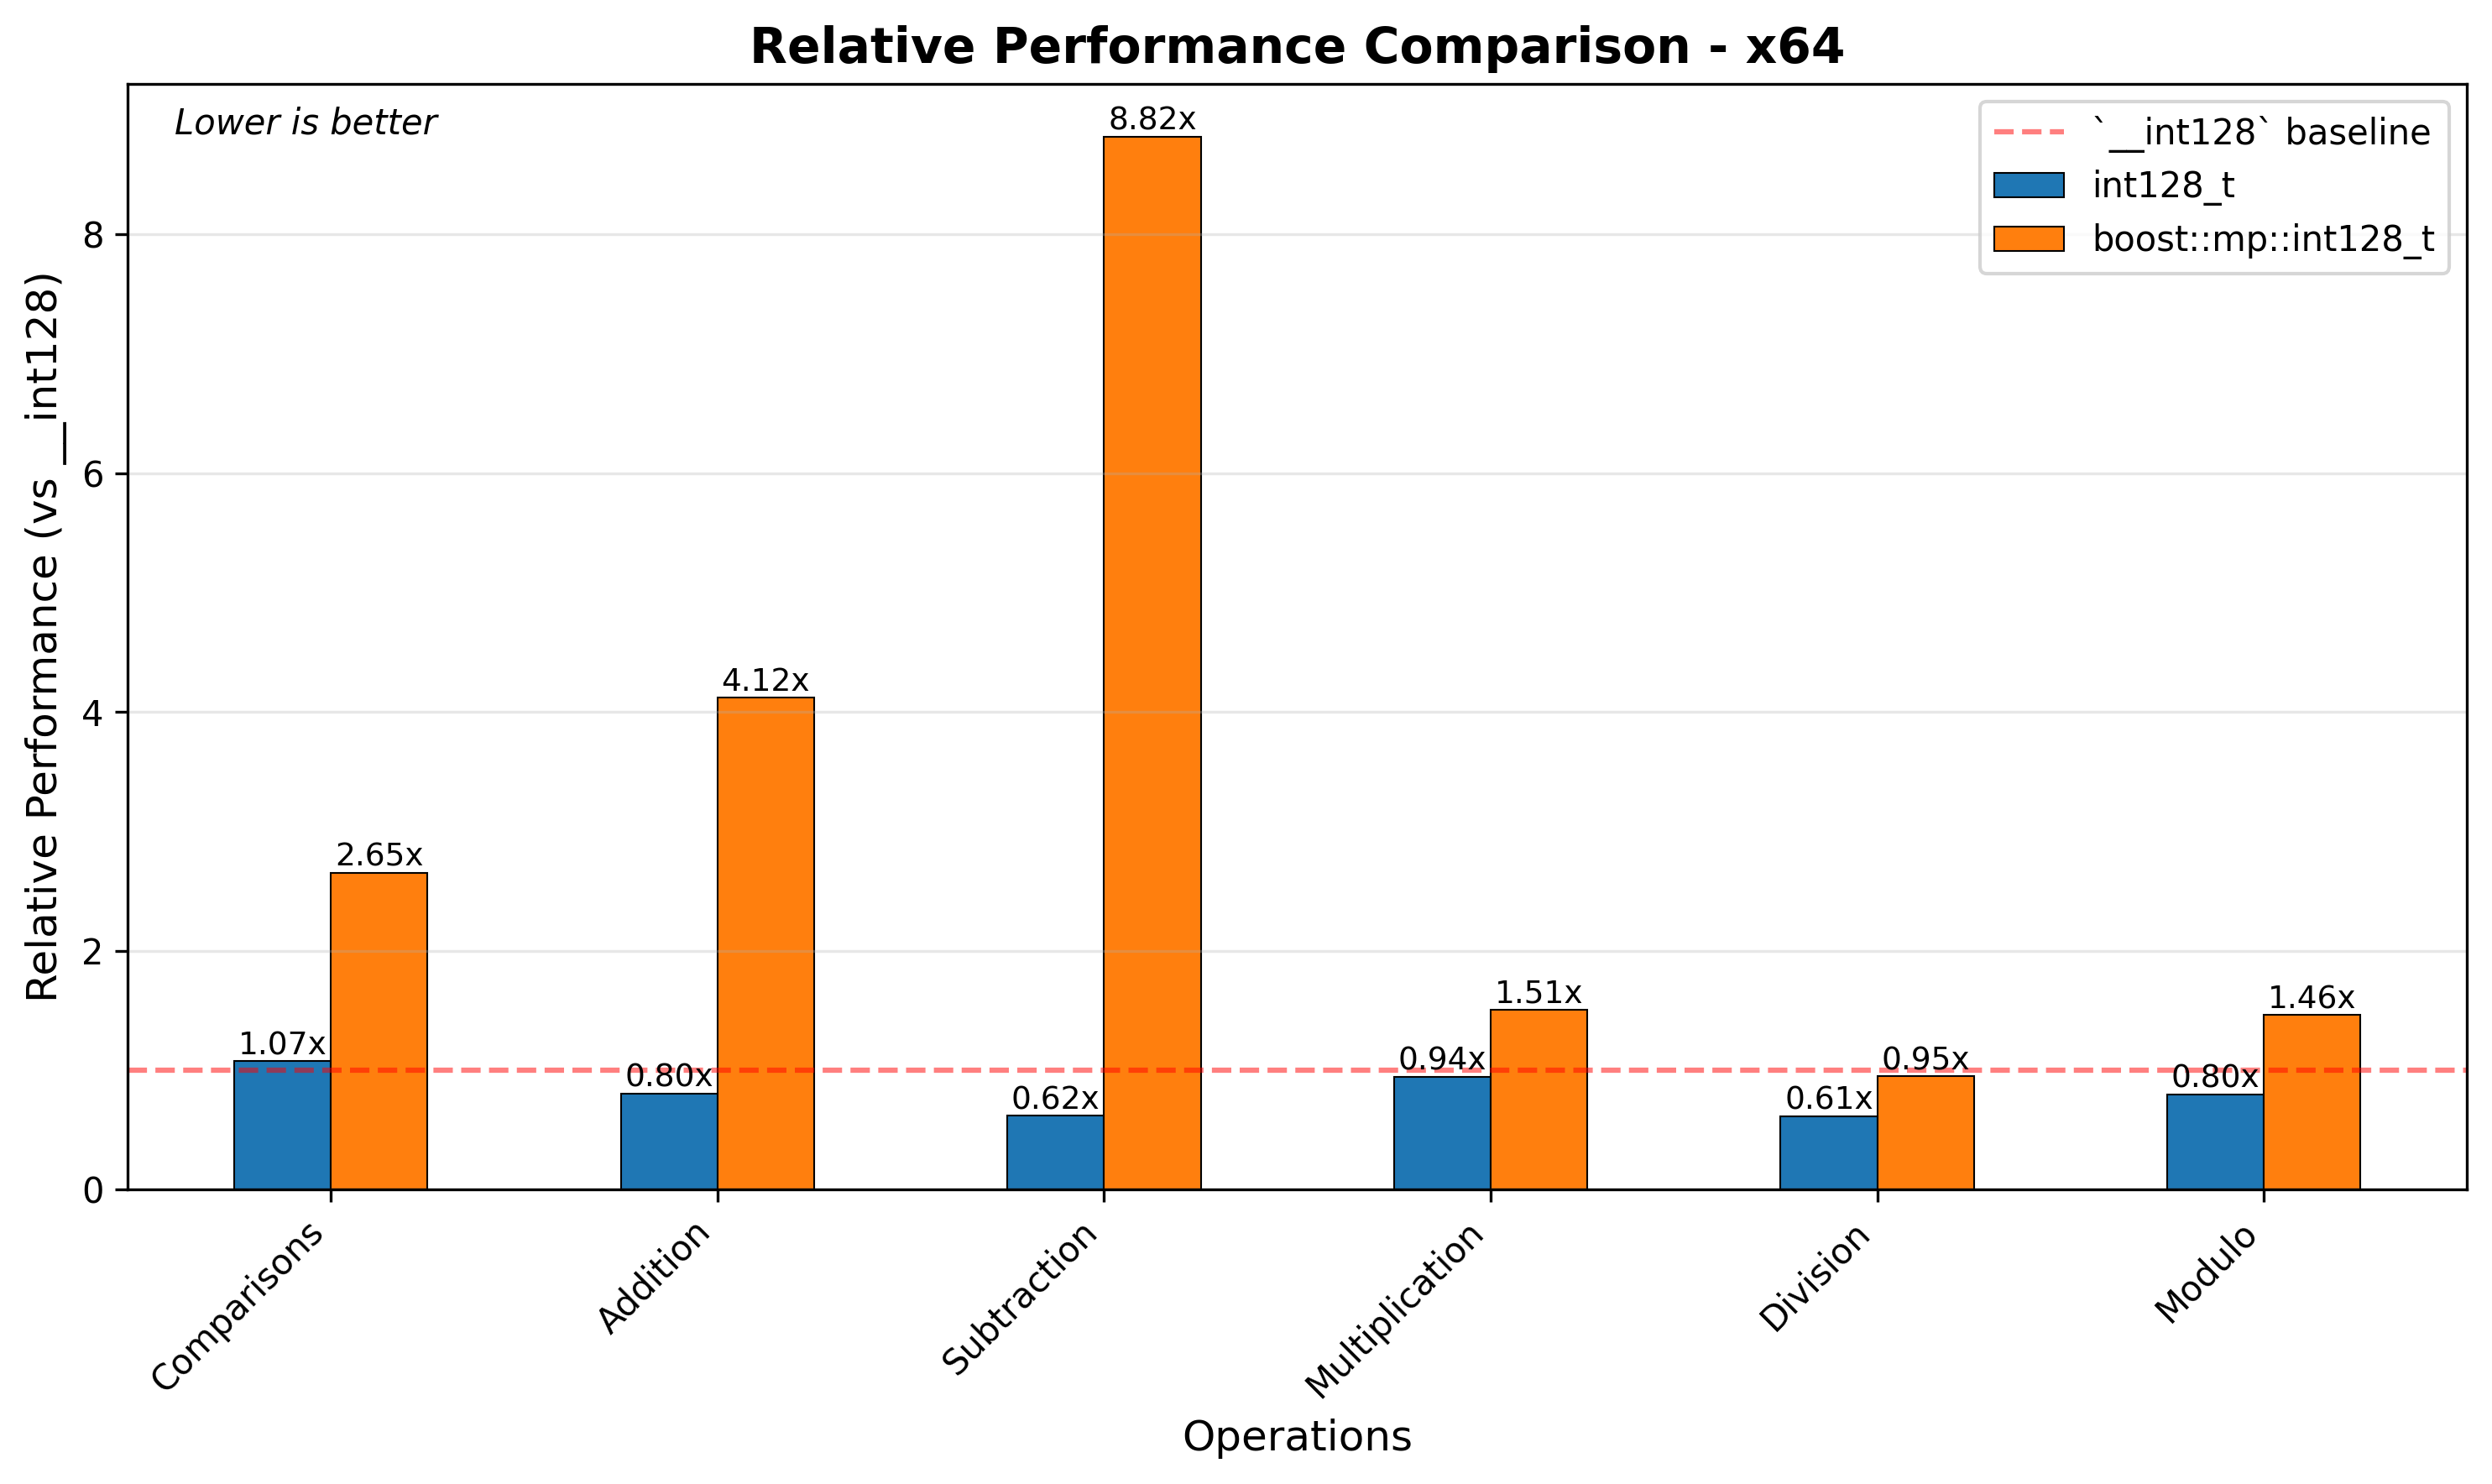 Relative Performance Comparison - x64
Lower is better
`__int128` baseline
int128_t
boost::mp::int128_t
Relative Performance (vs __int128)
8
6
4
2
0
1.07x
2.65x
0.80x
4.12x
0.62x
8.82x
0.94x
1.51x
0.61x
0.95x
0.80x
1.46x
Comparisons
Addition
Subtraction
Multiplication
Division
Modulo
Operations